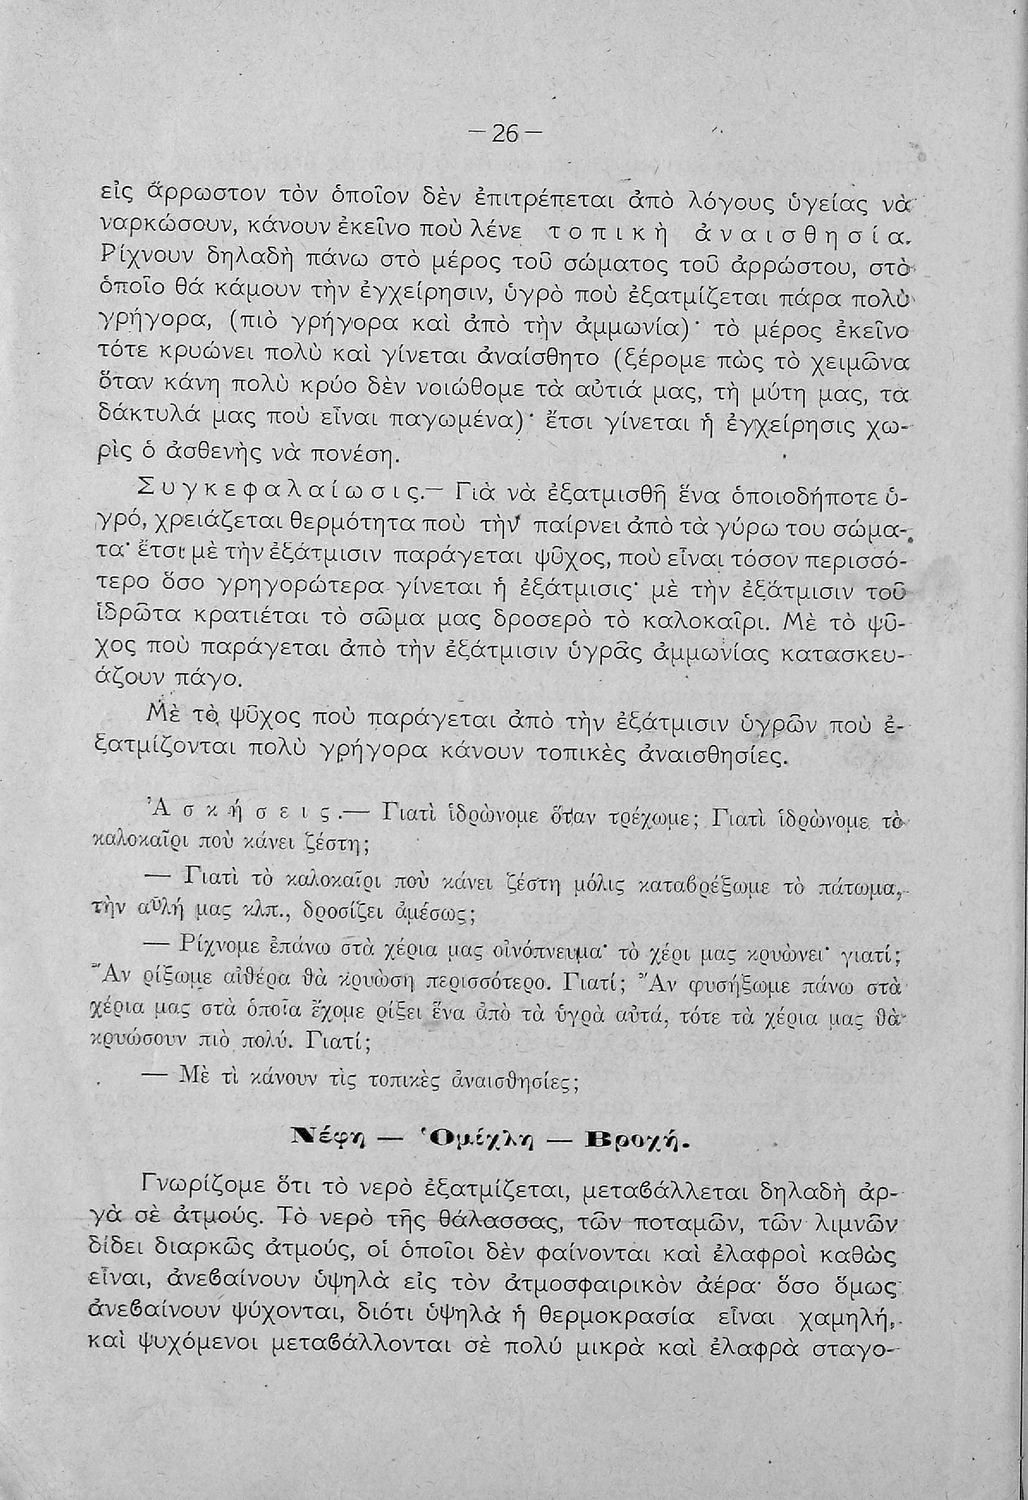 — 26 —
εἰς ἄρρωστον τὸν ὁποῖον δὲν ἐπιτρέπεται ἀπὸ λόγους ὑγείας νὰ
ναρκώσουν, κάνουν ἐκεῖνο ποὺ λένε τοπικὴ ἀναισθησία.
Ρίχνουν δηλαδὴ πάνω στὸ μέρος τοῦ σώματος τοῦ ἀρρώστου, στὸ
ὁποῖο θά κάμουν τὴν ἐγχείρησιν, ὑγρὸ ποὺ ἐξατμίζεται πάρα πολὺ
γρήγορα, (πιὸ γρήγορα καὶ ἀπὸ τὴν ἀμμωνία)· τὸ μέρος ἐκεῖνο
τότε κρυώνει πολὺ καὶ γίνεται ἀναίσθητο (ξέρομε πὼς τὸ χειμῶνα
ὅταν κάνη πολὺ κρύο δὲν νοιώθομε τὰ αὐτιά μας, τὴ μύτη μας, τὰ
δάκτυλά μας ποὺ εἶναι παγωμένα)· ἔτσι γίνεται ἡ ἐγχείρησις χω-
ρὶς ὁ ἀσθενὴς νὰ πονέση.
Συγκεφαλαίωσις.— Γιὰ νὰ ἐξατμισθῆ ἕνα ὁποιοδήποτε ὑ-
γρό, χρειάζεται θερμότητα ποὺ τὴν παίρνει ἀπὸ τὰ γύρω του σώμα-
τα· ἔτσι μὲ τὴν ἐξάτμισιν παράγεται ψῦχος, ποὺ εἶναι τόσον περισσό-
τερο ὅσο γρηγορώτερα γίνεται ἡ ἐξάτμισις· μὲ τὴν ἐξάτμισιν τοῦ
ἱδρῶτα κρατιέται τὸ σῶμα μας δροσερὸ τὸ καλοκαῖρι. Μὲ τὸ ψῦ-
χος ποὺ παράγεται ἀπὸ τὴν ἐξάτμισιν ὑγρᾶς ἀμμωνίας κατασκευ-
άζουν πάγο.
Μὲ τὸ ψῦχος ποὺ παράγεται ἀπὸ τὴν ἐξάτμισιν ὑγρῶν ποὺ ἐ-
ξατμίζονται πολὺ γρήγορα κάνουν τοπικὲς ἀναισθησίες.
Ἀσκήσεις.— Γιατὶ ἱδρώνομε ὅταν τρέχωμε; Γιατὶ ἱδρώνομε τὸ
καλοκαῖρι ποὺ κάνει ζέστη;
— Γιατὶ τὸ καλοκαῖρι ποὺ κάνει ζέστη μόλις καταβρέξωμε τὸ πάτωμα,
τὴν αὐλή μας κλπ., δροσίζει ἀμέσως;
— Ρίχνομε ἐπάνω στὰ χέρια μας οἰνόπνευμα· τὸ χέρι μας κρυώνει· γιατί;
Ἂν ρίξωμε αἰθέρα θὰ κρυώση περισσότερο. Γιατί; Ἂν φυσήξωμε πάνω στὰ
χέρια μας στὰ ὁποῖα ἔχομε ρίξει ἕνα ἀπὸ τὰ ὑγρὰ αὐτά, τότε τὰ χέρια μας θὰ
κρυώσουν πιὸ πολύ. Γιατί;
— Μὲ τὶ κάνουν τὶς τοπικὲς ἀναισθησίες;
Νέφη — Ὁμίχλη — Βροχή.
Γνωρίζομε ὅτι τὸ νερὸ ἐξατμίζεται, μεταβάλλεται δηλαδὴ ἀρ-
γὰ σὲ ἀτμούς. Τὸ νερὸ τῆς θάλασσας, τῶν ποταμῶν, τῶν λιμνῶν
δίδει διαρκῶς ἀτμούς, οἱ ὁποῖοι δὲν φαίνονται καὶ ἐλαφροὶ καθὼς
εἶναι, ἀνεβαίνουν ὑψηλὰ εἰς τὸν ἀτμοσφαιρικὸν ἀέρα· ὅσο ὅμως
ἀνεβαίνουν ψύχονται, διότι ὑψηλὰ ἡ θερμοκρασία εἶναι χαμηλή,
καὶ ψυχόμενοι μεταβάλλονται σὲ πολύ μικρὰ καὶ ἐλαφρὰ σταγο-